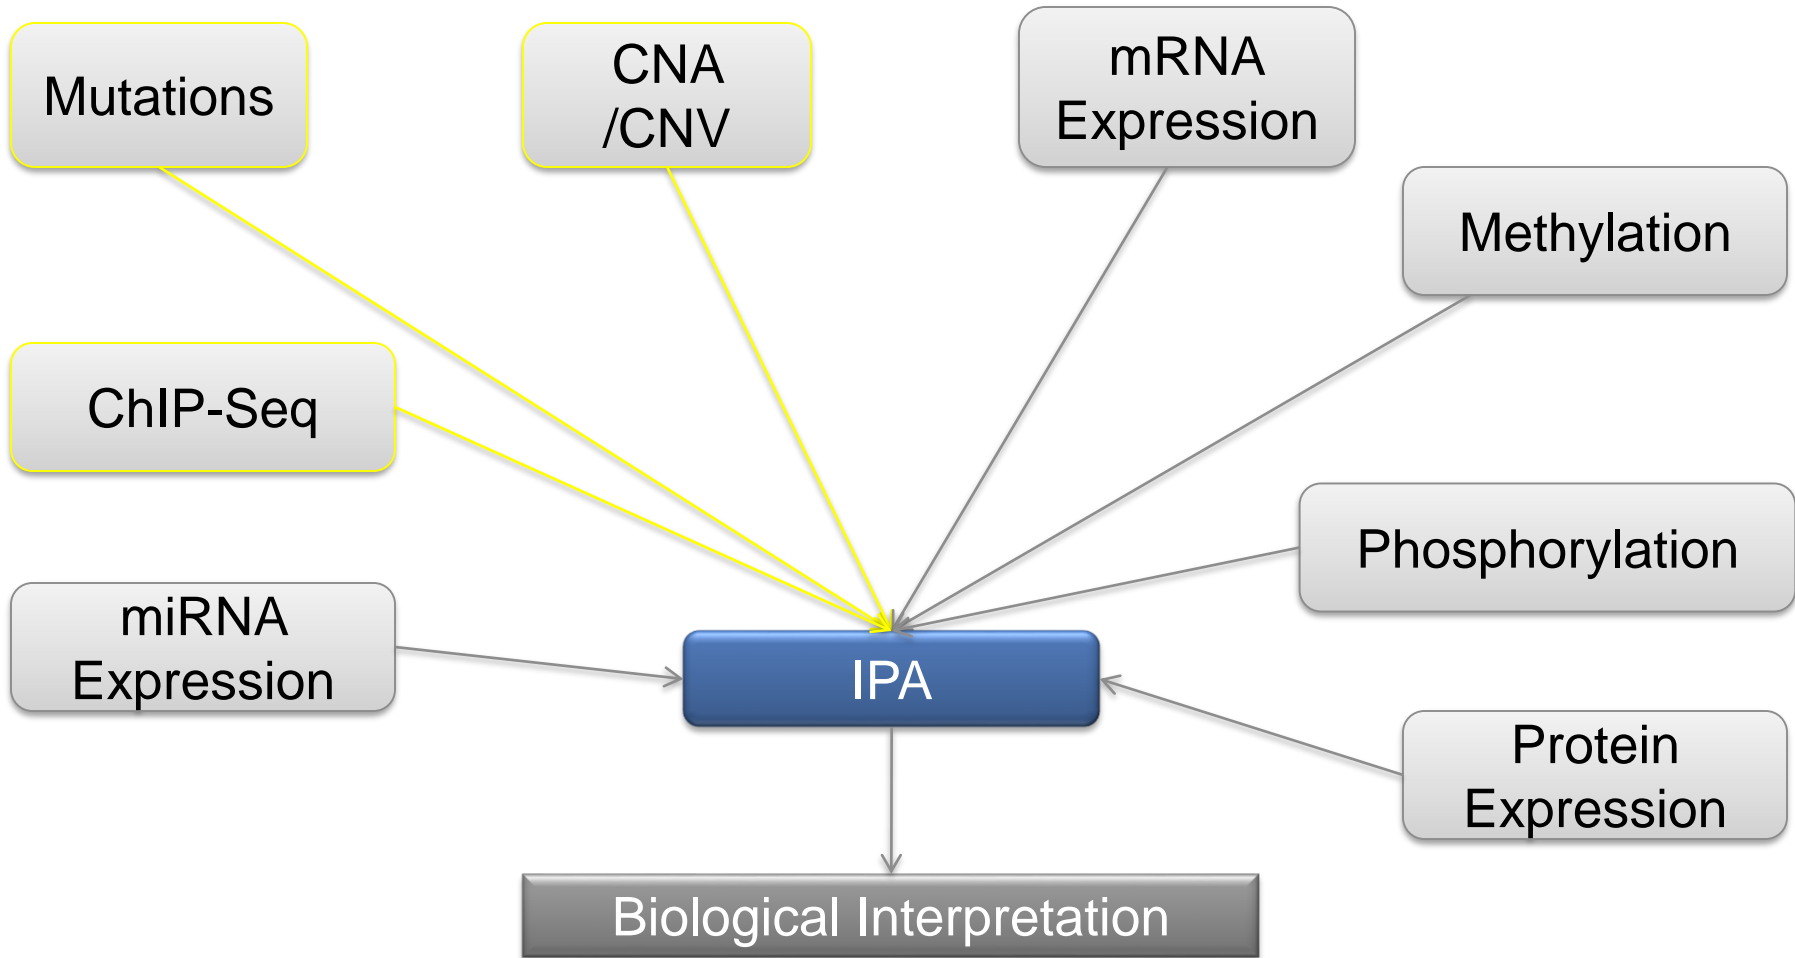 Mutations
CNA
/CNV
mRNA
Expression
Methylation
ChIP-Seq
Phosphorylation
miRNA
Expression
IPA
Protein
Expression
Biological Interpretation